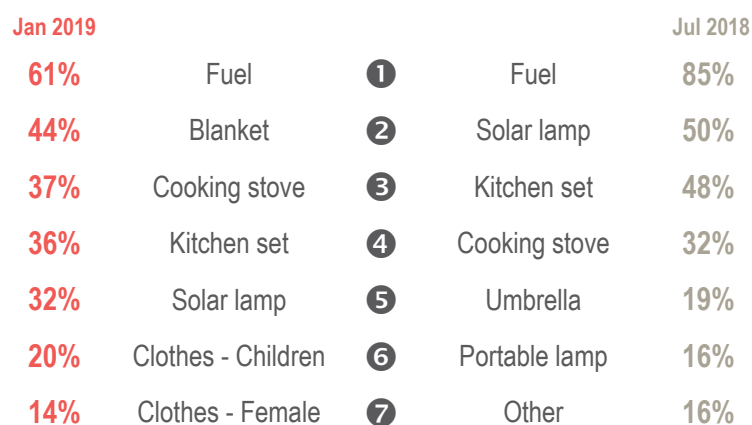 Jan 2019 Jul 2018
61% Fuel ❶ Fuel 85%
44% Blanket ❷ Solar lamp 50%
37% Cooking stove ❸ Kitchen set 48%
36% Kitchen set ❹ Cooking stove 32%
32% Solar lamp ❺ Umbrella 19%
20% Clothes - Children ❻ Portable lamp 16%
14% Clothes - Female ❼ Other 16%